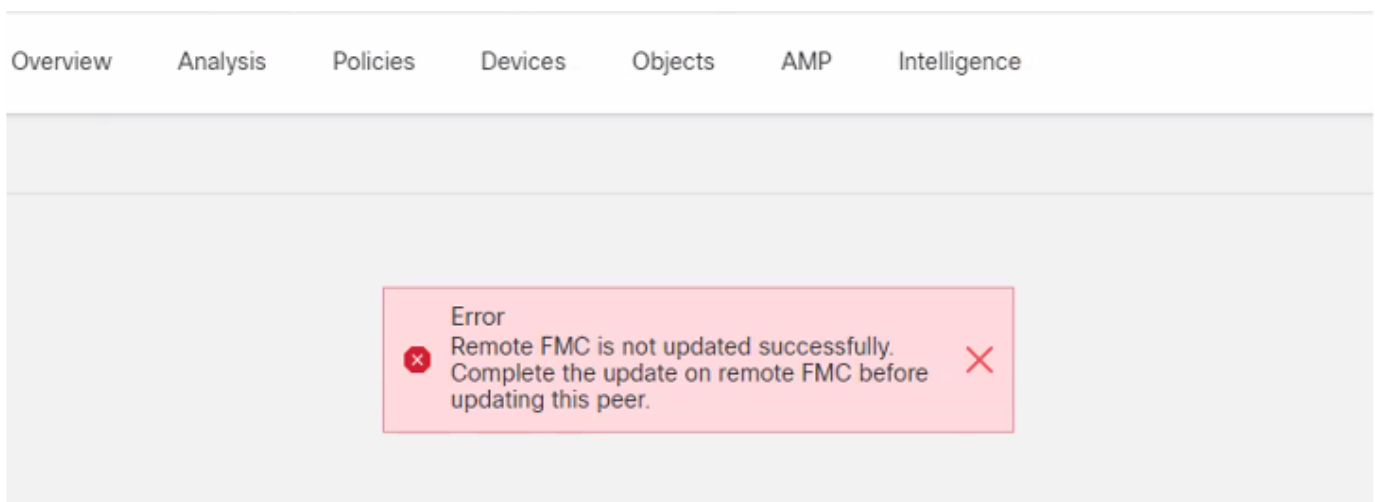 Overview Analysis Policies Devices Objects AMP Intelligence
Error
Remote FMC is not updated successfully.
Complete the update on remote FMC before
updating this peer.